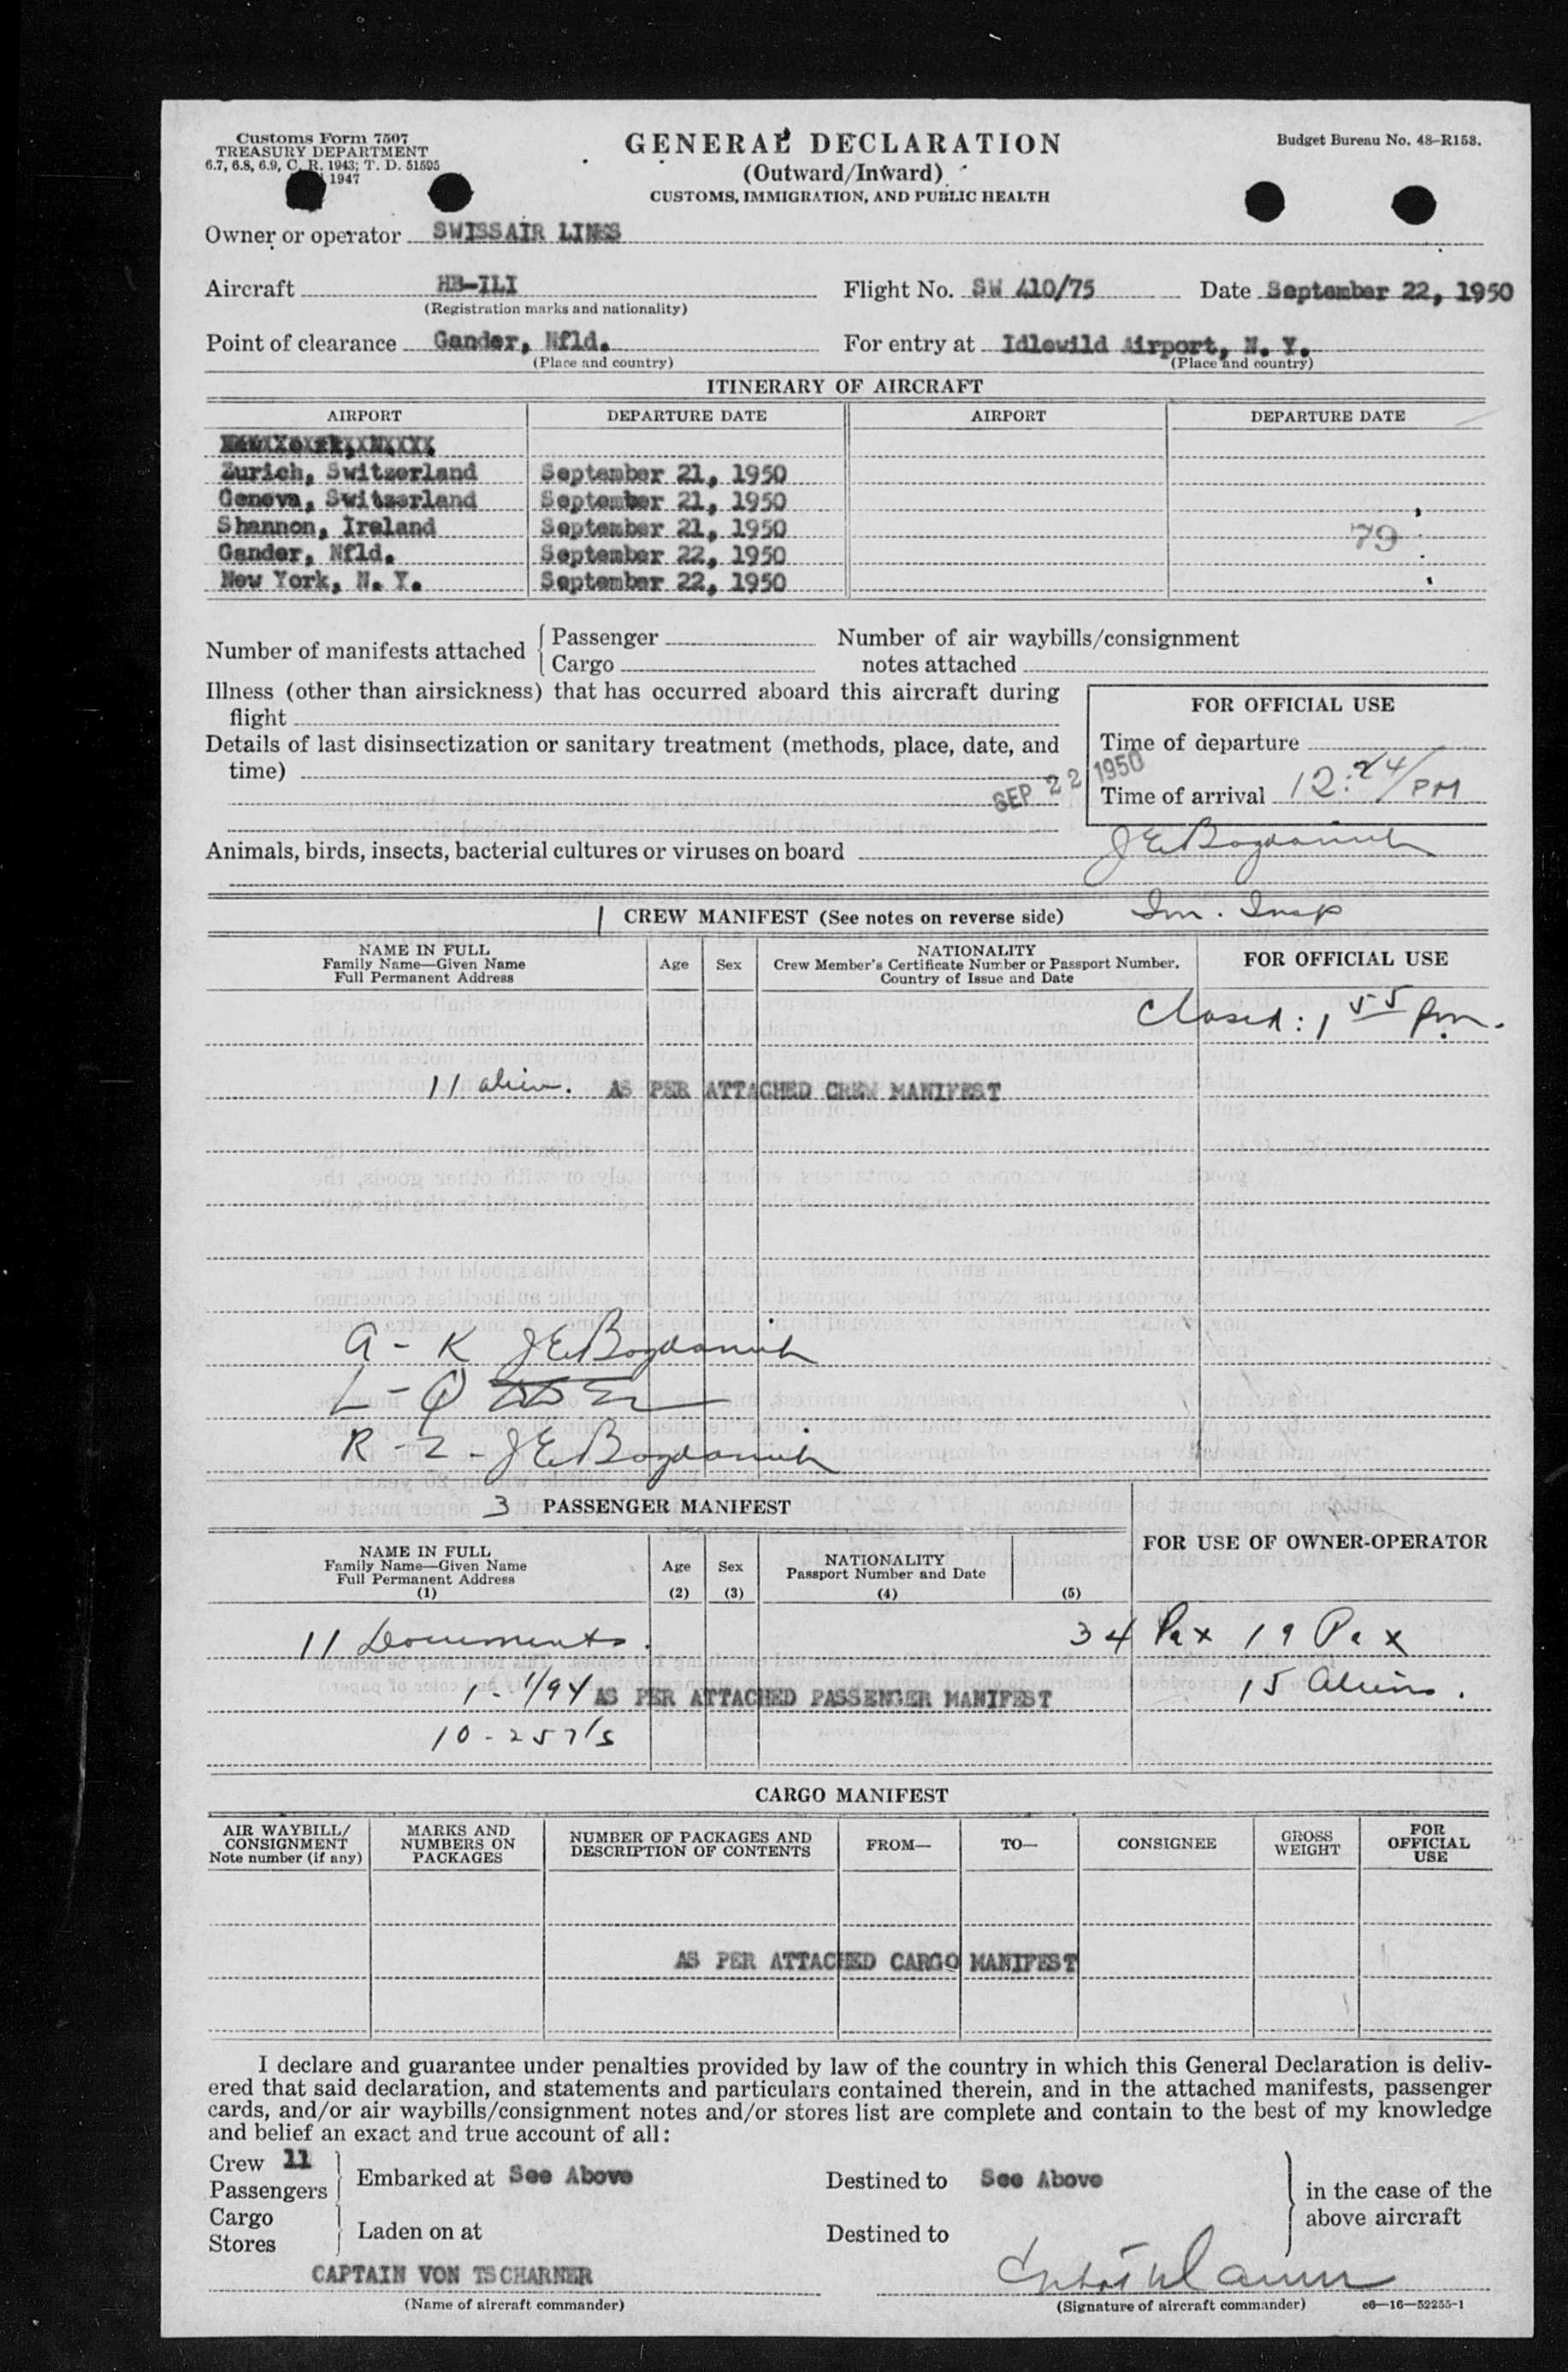 Customs Form 7507
TREASURY DEPARTMENT
6.7, 6.8, 6.9, C. R. 1943; T. D. 51595
1947
GENERAL DECLARATION
(Outward/Inward)
CUSTOMS, IMMIGRATION, AND PUBLIC HEALTH
Budget Bureau No. 48–R153.
Owner or operator SWISSAIR LINES
Aircraft HB-ILI Flight No. SW 410/75 Date September 22, 1950
(Registration marks and nationality)
Point of clearance Gander, Nfld. For entry at Idlewild Airport, N. Y.
(Place and country) (Place and country)
ITINERARY OF AIRCRAFT
AIRPORT DEPARTURE DATE AIRPORT DEPARTURE DATE
Zurich, Switzerland September 21, 1950
Geneva, Switzerland September 21, 1950
Shannon, Ireland September 21, 1950
79
Gander, Nfld. September 22, 1950
New York, N. Y. September 22, 1950
Number of manifests attached Passenger Number of air waybills/consignment
Cargo notes attached
Illness (other than airsickness) that has occurred aboard this aircraft during
flight
FOR OFFICIAL USE
Details of last disinsectization or sanitary treatment (methods, place, date, and
time)
Time of departure
SEP 22 1950
Time of arrival 12:24/PM
Animals, birds, insects, bacterial cultures or viruses on board JEBogdanich
1 CREW MANIFEST (See notes on reverse side) Im. Insp
NAME IN FULL
Family Name—Given Name
Full Permanent Address
Age Sex
NATIONALITY
Crew Member's Certificate Number or Passport Number,
Country of Issue and Date
FOR OFFICIAL USE
Closed: 1 55 pm.
11 alien. AS PER ATTACHED CREW MANIFEST
A - K JEBogdanich
L - Q
R - Z - JEBogdanich
3 PASSENGER MANIFEST
FOR USE OF OWNER-OPERATOR
NAME IN FULL
Family Name—Given Name
Full Permanent Address
(1)
Age
(2)
Sex
(3)
NATIONALITY
Passport Number and Date
(4) (5)
11 Documents. 34 Pax 19 Pax
1 - 1/94 AS PER ATTACHED PASSENGER MANIFEST 15 Aliens.
10 - 257's
CARGO MANIFEST
AIR WAYBILL/
CONSIGNMENT
Note number (if any)
MARKS AND
NUMBERS ON
PACKAGES
NUMBER OF PACKAGES AND
DESCRIPTION OF CONTENTS
FROM— TO— CONSIGNEE
GROSS
WEIGHT
FOR
OFFICIAL
USE
AS PER ATTACHED CARGO MANIFEST
I declare and guarantee under penalties provided by law of the country in which this General Declaration is deliv-
ered that said declaration, and statements and particulars contained therein, and in the attached manifests, passenger
cards, and/or air waybills/consignment notes and/or stores list are complete and contain to the best of my knowledge
and belief an exact and true account of all:
Crew 11
Passengers
Embarked at See Above Destined to See Above
in the case of the
above aircraft
Cargo
Stores
Laden on at Destined to
CAPTAIN VON TSCHARNER
(Name of aircraft commander) (Signature of aircraft commander) c6—16—52255-1